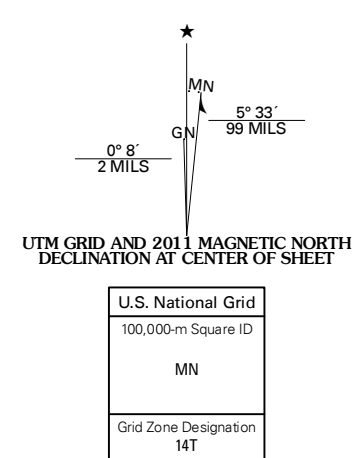 ★
MN
5° 33´
99 MILS
GN
0° 8´
2 MILS
UTM GRID AND 2011 MAGNETIC NORTH
DECLINATION AT CENTER OF SHEET
U.S. National Grid
100,000-m Square ID
MN
Grid Zone Designation
14T